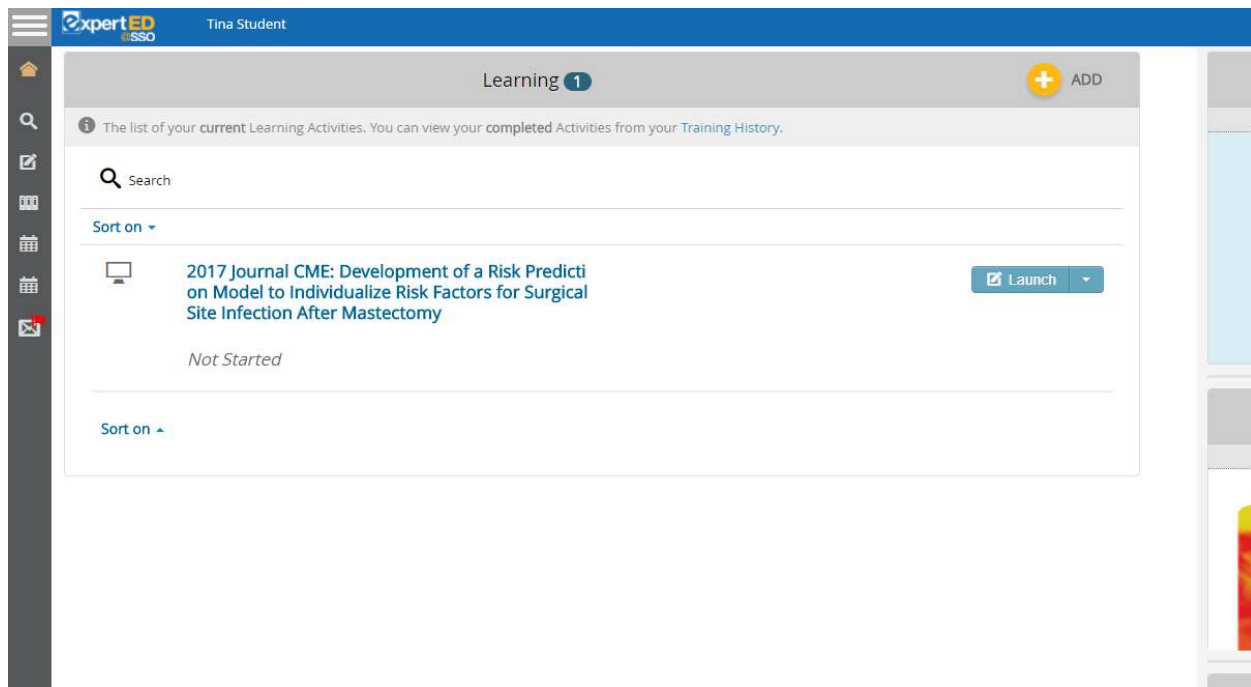 expertED
@SSO
Tina Student
Learning 1
ADD
The list of your current Learning Activities. You can view your completed Activities from your Training History.
Search
Sort on
2017 Journal CME: Development of a Risk Predicti
on Model to Individualize Risk Factors for Surgical
Site Infection After Mastectomy
Launch
Not Started
Sort on